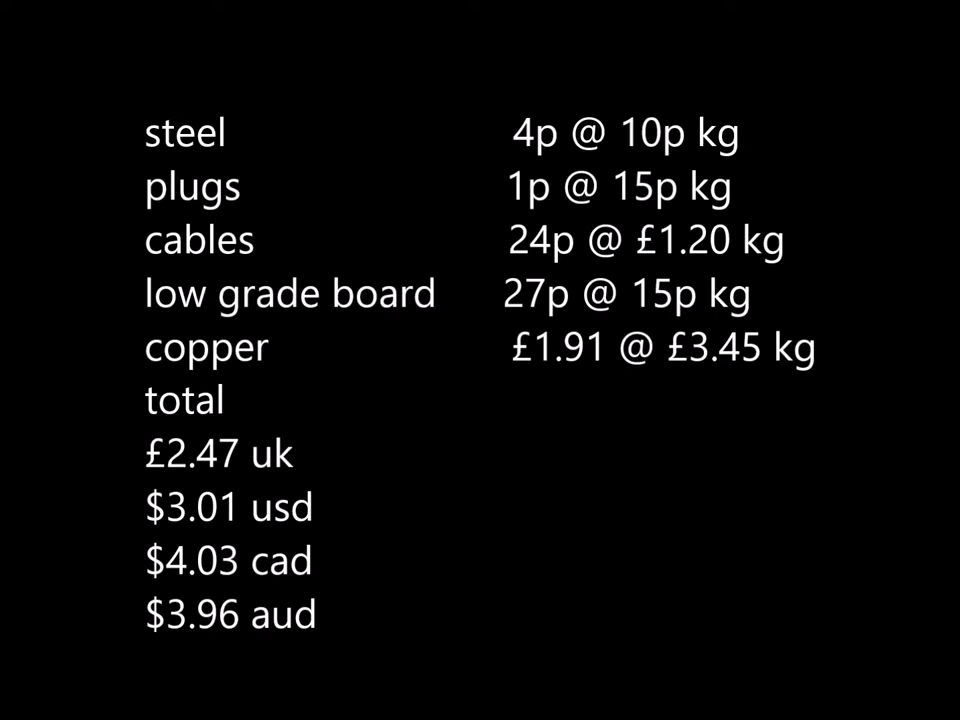 steel 4p @ 10p kg
plugs 1p @ 15p kg
cables 24p @ £1.20 kg
low grade board 27p @ 15p kg
copper £1.91 @ £3.45 kg
total
£2.47 uk
$3.01 usd
$4.03 cad
$3.96 aud